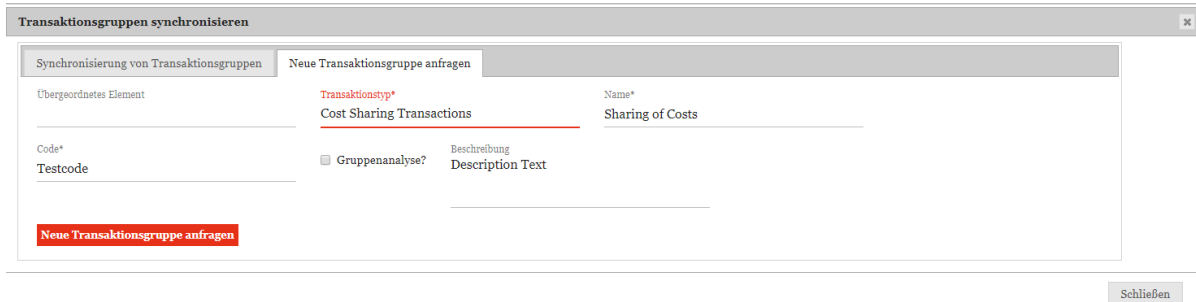 Transaktionsgruppen synchronisieren
Synchronisierung von Transaktionsgruppen Neue Transaktionsgruppe anfragen
Übergeordnetes Element Transaktionstyp* Name*
Cost Sharing Transactions Sharing of Costs
Code* Gruppenanalyse? Beschreibung
Testcode Description Text
Neue Transaktionsgruppe anfragen
Schließen